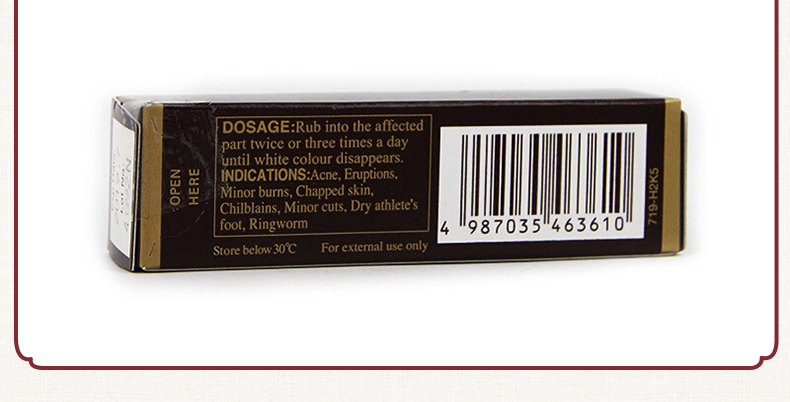 DOSAGE:Rub into the affected
part twice or three times a day
until white colour disappears.
INDICATIONS:Acne, Eruptions,
Minor burns, Chapped skin,
Chilblains, Minor cuts, Dry athlete's
foot, Ringworm
Store below 30℃ For external use only
OPEN
HERE
4 987035 463610
719-H2K5
Lot No.